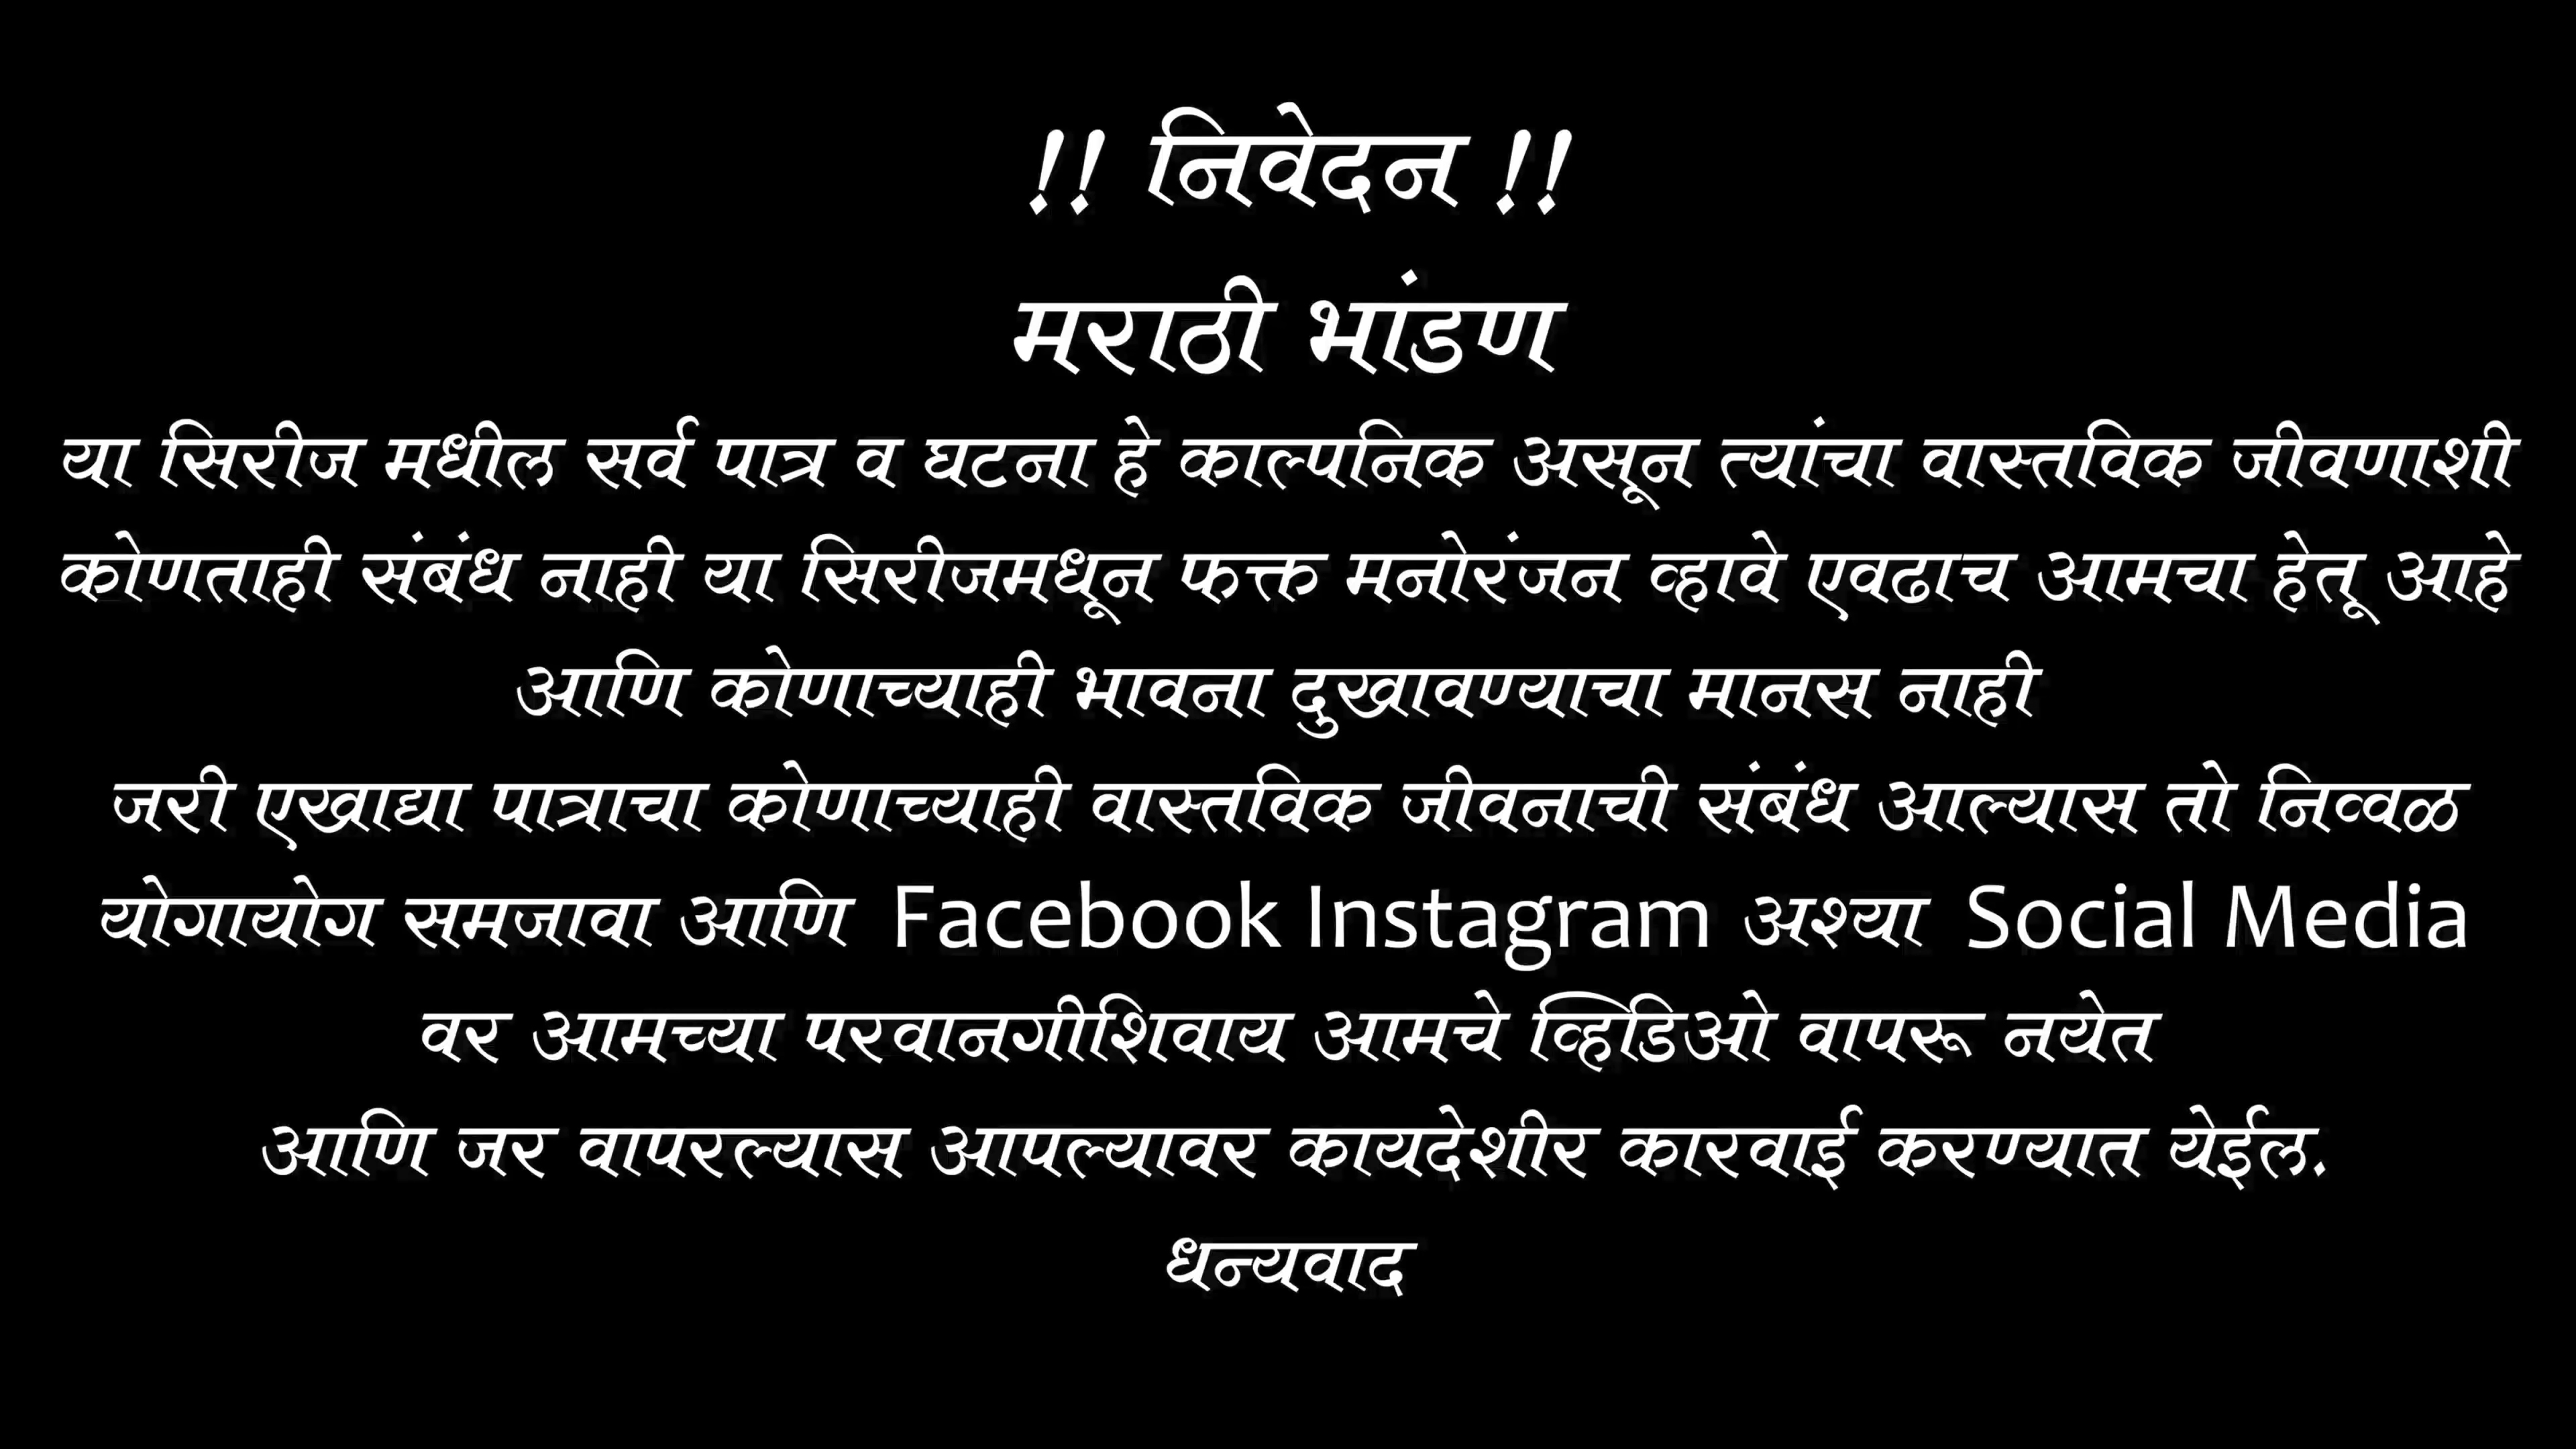 !! निवेदन !!
मराठी भांडण
या सिरीज मधील सर्व पात्र व घटना हे काल्पनिक असून त्यांचा वास्तविक जीवणाशी
कोणताही संबंध नाही या सिरीजमधून फक्त मनोरंजन व्हावे एवढाच आमचा हेतू आहे
आणि कोणाच्याही भावना दुखावण्याचा मानस नाही
जरी एखाद्या पात्राचा कोणाच्याही वास्तविक जीवनाची संबंध आल्यास तो निव्वळ
योगायोग समजावा आणि Facebook Instagram अश्या Social Media
वर आमच्या परवानगीशिवाय आमचे व्हिडिओ वापरू नयेत
आणि जर वापरल्यास आपल्यावर कायदेशीर कारवाई करण्यात येईल.
धन्यवाद